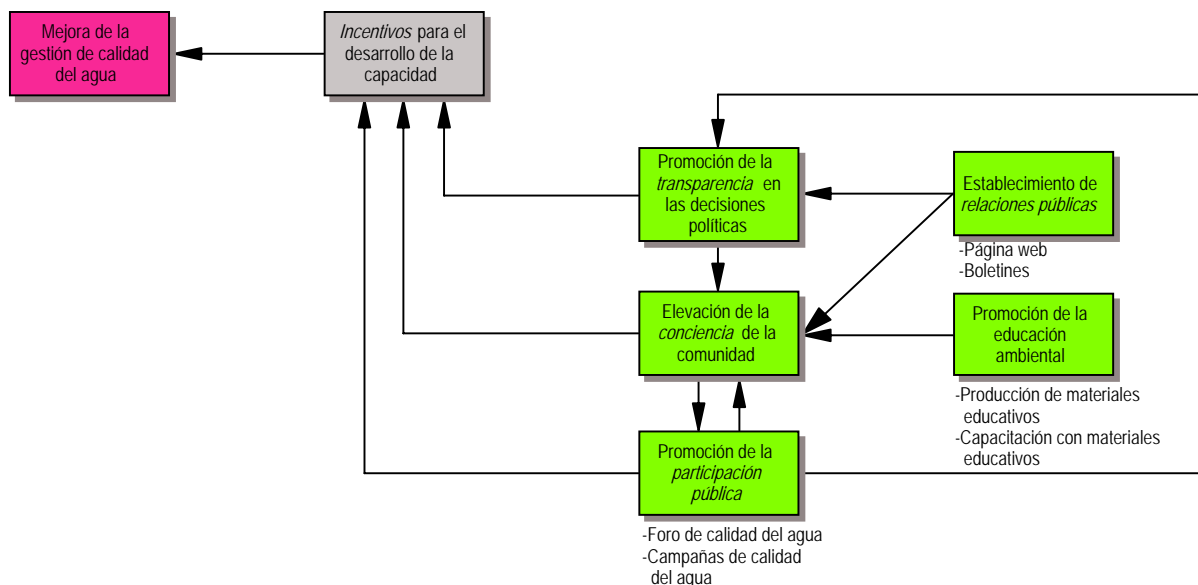 Mejora de la
gestión de calidad
del agua
Incentivos para el
desarrollo de la
capacidad
Promoción de la
transparencia en
las decisiones
políticas
Establecimiento de
relaciones públicas
-Página web
-Boletines
Elevación de la
conciencia de la
comunidad
Promoción de la
educación
ambiental
-Producción de materiales
educativos
-Capacitación con materiales
educativos
Promoción de la
participación
pública
-Foro de calidad del agua
-Campañas de calidad
del agua